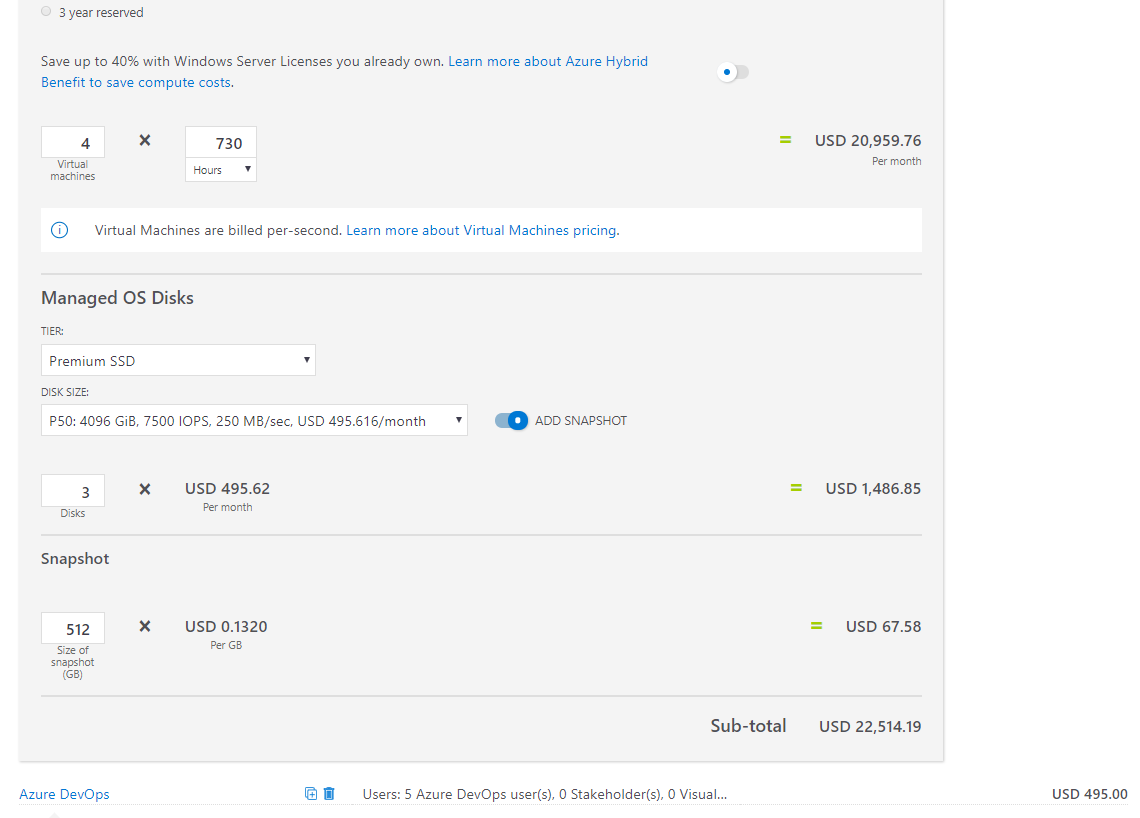 3 year reserved
Save up to 40% with Windows Server Licenses you already own. Learn more about Azure Hybrid
Benefit to save compute costs.
4 × 730 = USD 20,959.76
Virtual
machines
Hours
Per month
Virtual Machines are billed per-second. Learn more about Virtual Machines pricing.
Managed OS Disks
TIER:
Premium SSD
DISK SIZE:
P50: 4096 GiB, 7500 IOPS, 250 MB/sec, USD 495.616/month
ADD SNAPSHOT
3 × USD 495.62 = USD 1,486.85
Disks
Per month
Snapshot
512 × USD 0.1320 = USD 67.58
Size of
snapshot
(GB)
Per GB
Sub-total USD 22,514.19
Azure DevOps Users: 5 Azure DevOps user(s), 0 Stakeholder(s), 0 Visual... USD 495.00